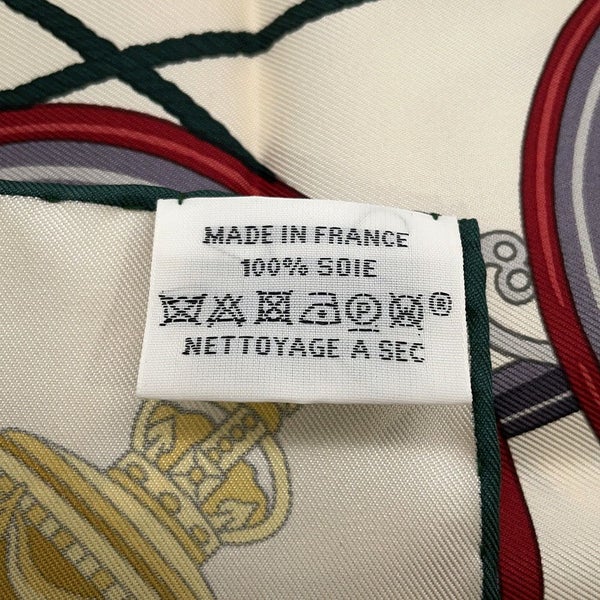 MADE IN FRANCE
100% SOIE
P ®
NETTOYAGE A SEC